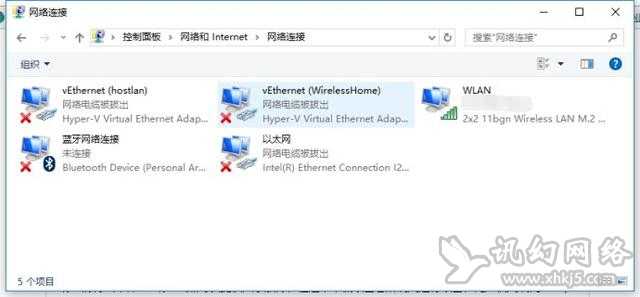 网络连接
控制面板 > 网络和 Internet > 网络连接
搜索"网络连接"
组织
vEthernet (hostlan)
网络电缆被拔出
Hyper-V Virtual Ethernet Adap...
vEthernet (WirelessHome)
网络电缆被拔出
Hyper-V Virtual Ethernet Adap...
WLAN
2x2 11bgn Wireless LAN M.2 ...
蓝牙网络连接
未连接
Bluetooth Device (Personal Ar...
以太网
网络电缆被拔出
Intel(R) Ethernet Connection I2...
5 个项目
讯幻网络
www.xhkj5.com